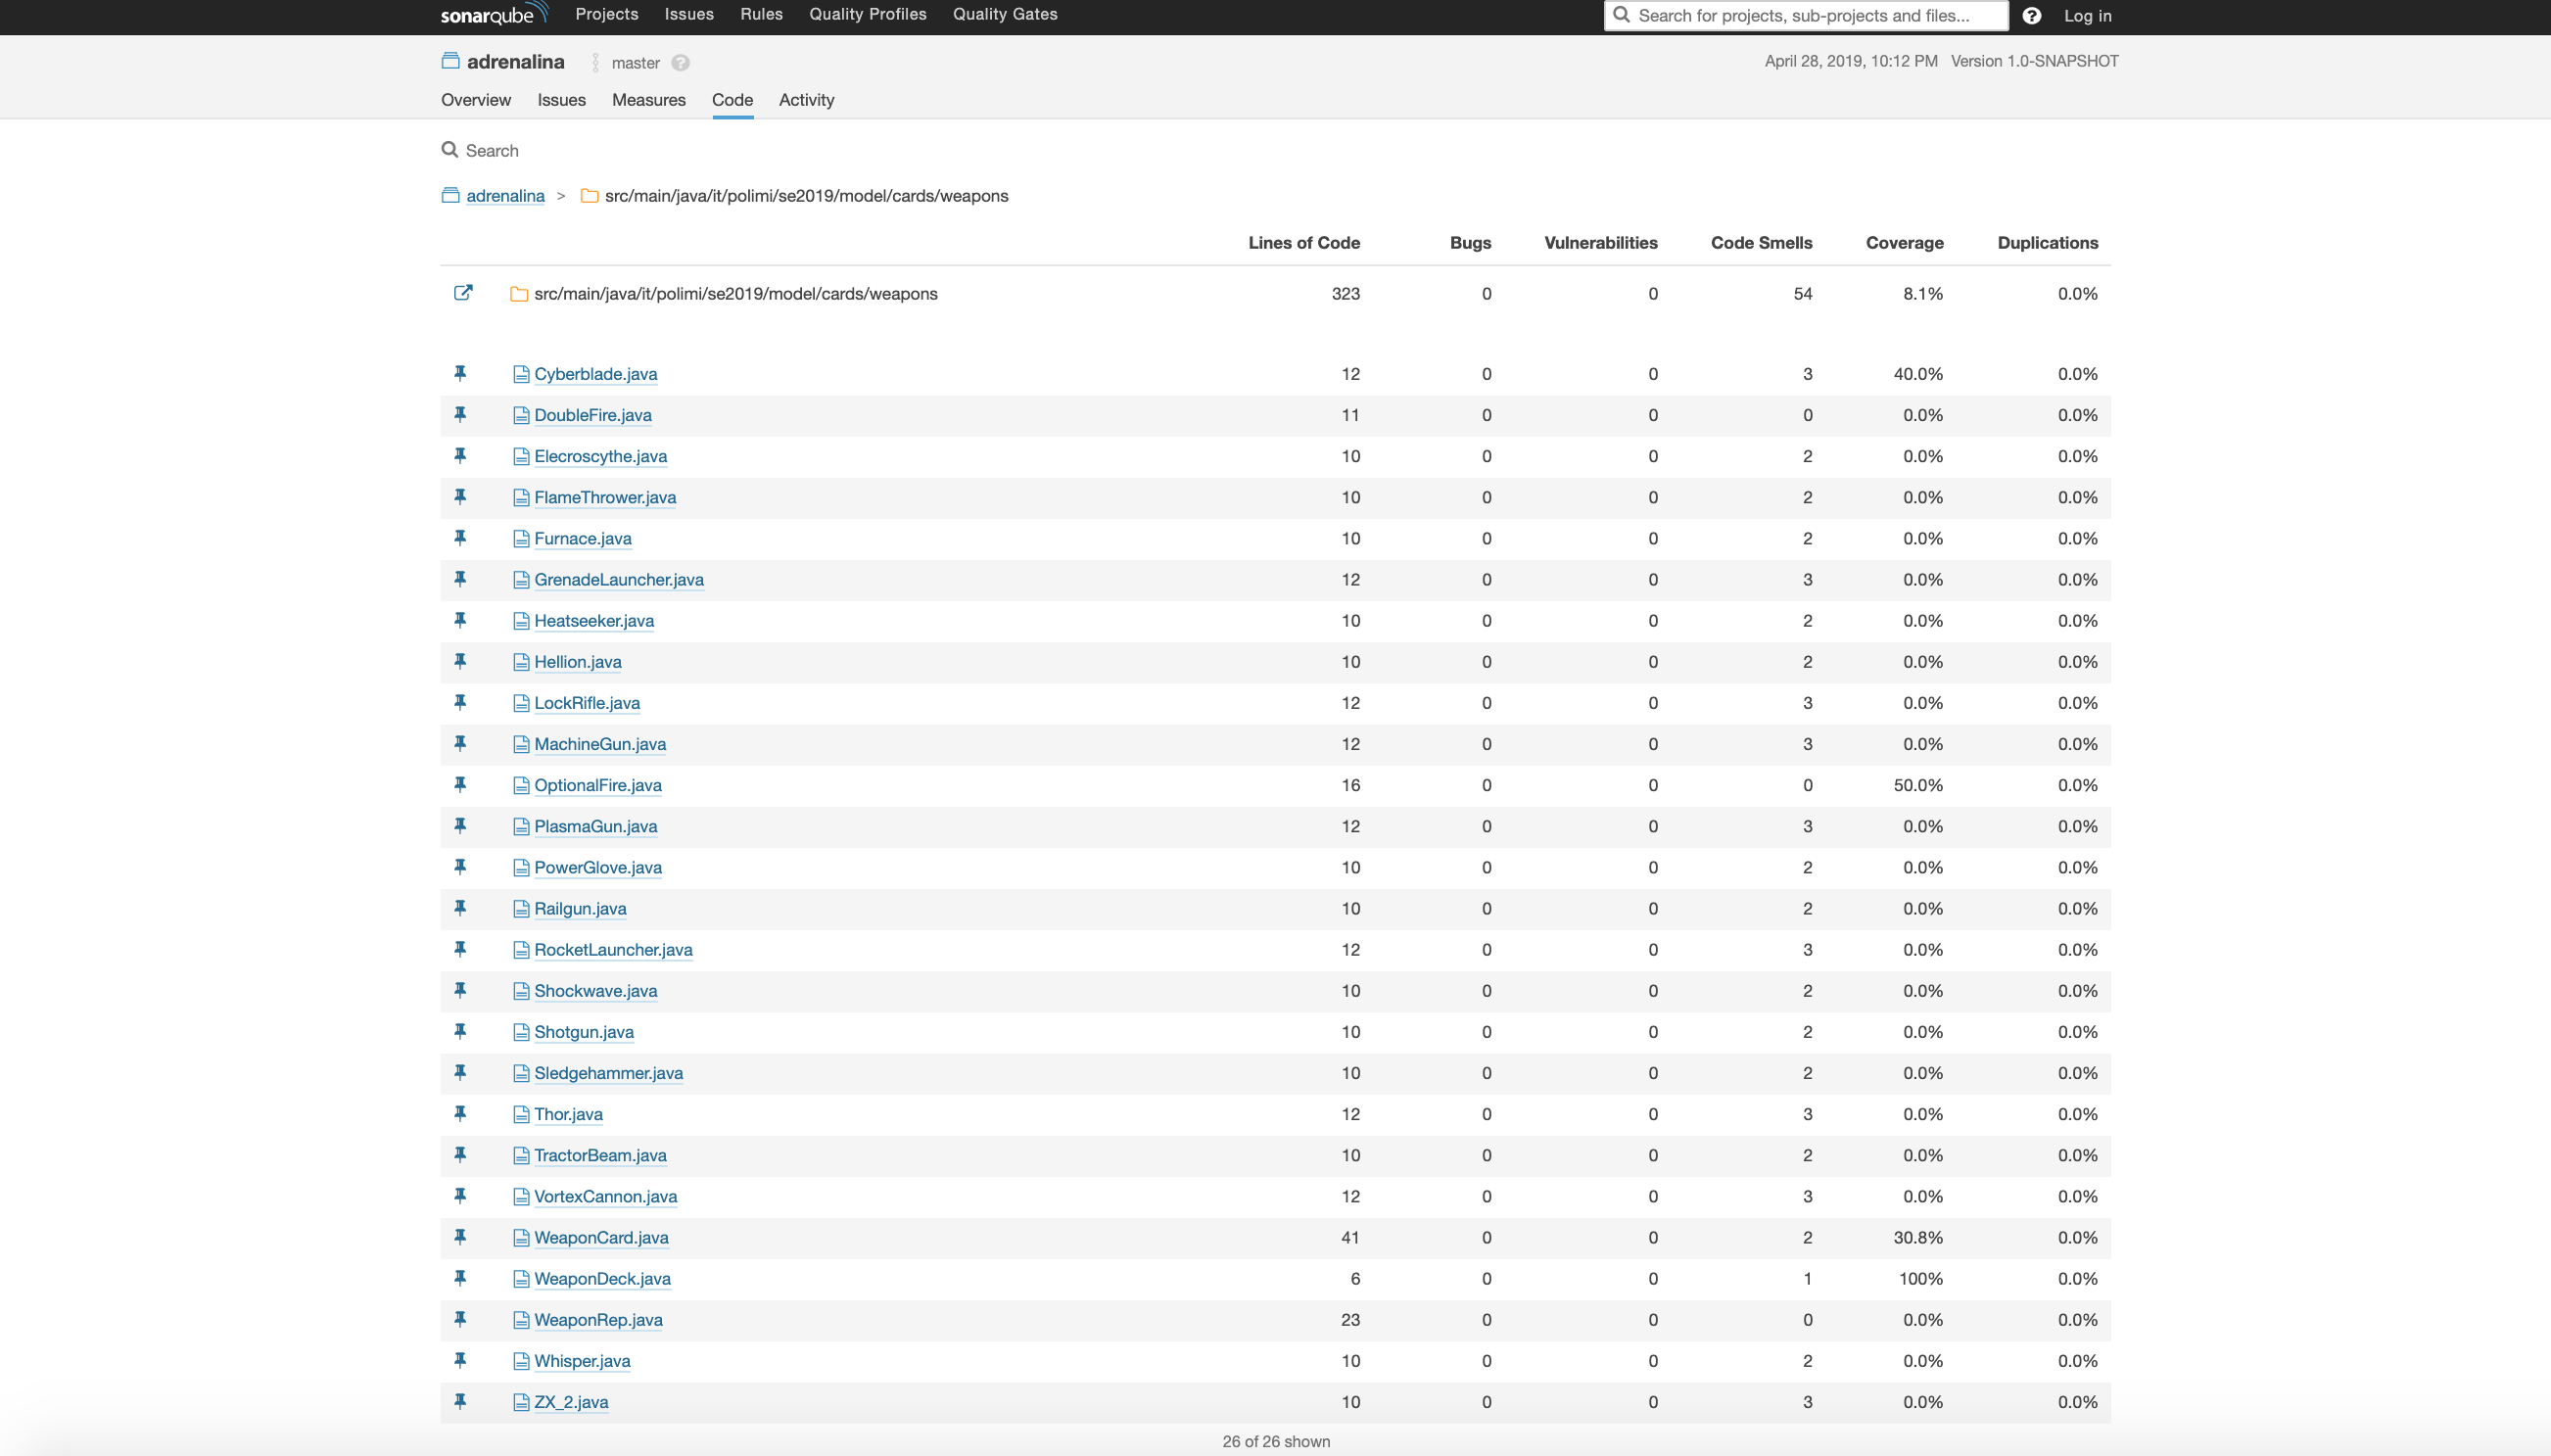 sonarqube Projects Issues Rules Quality Profiles Quality Gates Search for projects, sub-projects and files... ? Log in
adrenalina master ? April 28, 2019, 10:12 PM Version 1.0-SNAPSHOT
Overview Issues Measures Code Activity
Search
adrenalina > src/main/java/it/polimi/se2019/model/cards/weapons
Lines of Code Bugs Vulnerabilities Code Smells Coverage Duplications
src/main/java/it/polimi/se2019/model/cards/weapons 323 0 0 54 8.1% 0.0%
Cyberblade.java 12 0 0 3 40.0% 0.0%
DoubleFire.java 11 0 0 0 0.0% 0.0%
Elecroscythe.java 10 0 0 2 0.0% 0.0%
FlameThrower.java 10 0 0 2 0.0% 0.0%
Furnace.java 10 0 0 2 0.0% 0.0%
GrenadeLauncher.java 12 0 0 3 0.0% 0.0%
Heatseeker.java 10 0 0 2 0.0% 0.0%
Hellion.java 10 0 0 2 0.0% 0.0%
LockRifle.java 12 0 0 3 0.0% 0.0%
MachineGun.java 12 0 0 3 0.0% 0.0%
OptionalFire.java 16 0 0 0 50.0% 0.0%
PlasmaGun.java 12 0 0 3 0.0% 0.0%
PowerGlove.java 10 0 0 2 0.0% 0.0%
Railgun.java 10 0 0 2 0.0% 0.0%
RocketLauncher.java 12 0 0 3 0.0% 0.0%
Shockwave.java 10 0 0 2 0.0% 0.0%
Shotgun.java 10 0 0 2 0.0% 0.0%
Sledgehammer.java 10 0 0 2 0.0% 0.0%
Thor.java 12 0 0 3 0.0% 0.0%
TractorBeam.java 10 0 0 2 0.0% 0.0%
VortexCannon.java 12 0 0 3 0.0% 0.0%
WeaponCard.java 41 0 0 2 30.8% 0.0%
WeaponDeck.java 6 0 0 1 100% 0.0%
WeaponRep.java 23 0 0 0 0.0% 0.0%
Whisper.java 10 0 0 2 0.0% 0.0%
ZX_2.java 10 0 0 3 0.0% 0.0%
26 of 26 shown